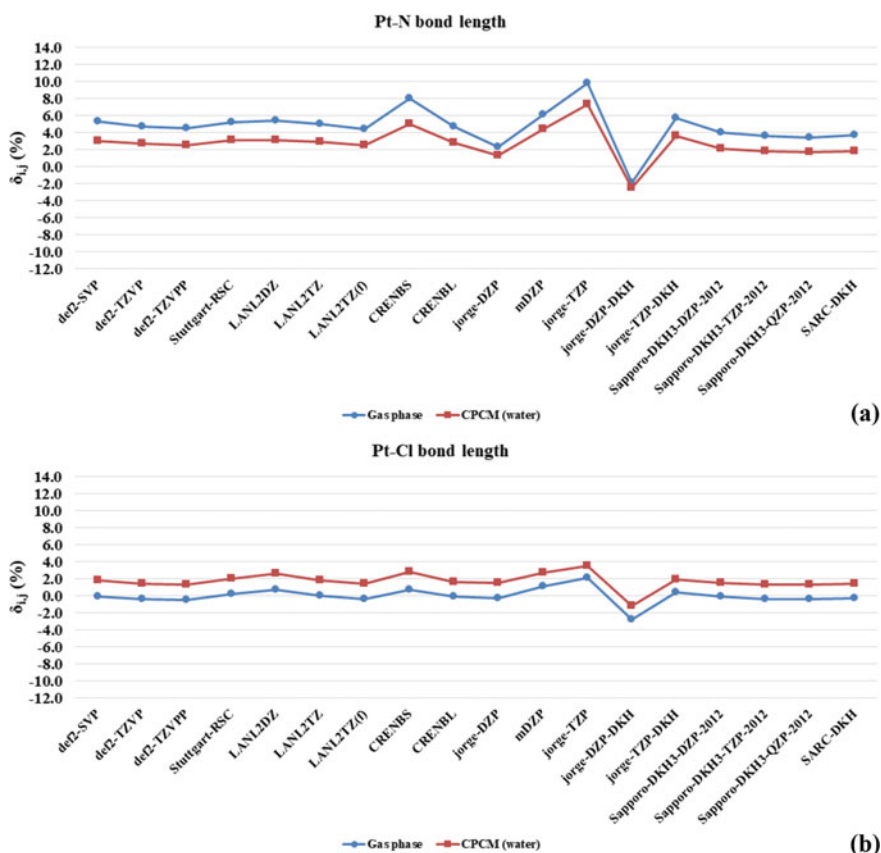 Pt-N bond length
14.0
12.0
10.0
8.0
6.0
4.0
2.0
0.0
-2.0
-4.0
-6.0
-8.0
-10.0
-12.0
δi,j (%)
def2-SVP
def2-TZVP
def2-TZVPP
Stuttgart-RSC
LANL2DZ
LANL2TZ
LANL2TZ(f)
CRENBS
CRENBL
jorge-DZP
mDZP
jorge-TZP
jorge-DZP-DKH
jorge-TZP-DKH
Sapporo-DKH3-DZP-2012
Sapporo-DKH3-TZP-2012
Sapporo-DKH3-QZP-2012
SARC-DKH
Gas phase CPCM (water)
(a)
Pt-Cl bond length
14.0
12.0
10.0
8.0
6.0
4.0
2.0
0.0
-2.0
-4.0
-6.0
-8.0
-10.0
-12.0
δi,j (%)
def2-SVP
def2-TZVP
def2-TZVPP
Stuttgart-RSC
LANL2DZ
LANL2TZ
LANL2TZ(f)
CRENBS
CRENBL
jorge-DZP
mDZP
jorge-TZP
jorge-DZP-DKH
jorge-TZP-DKH
Sapporo-DKH3-DZP-2012
Sapporo-DKH3-TZP-2012
Sapporo-DKH3-QZP-2012
SARC-DKH
Gas phase CPCM (water)
(b)